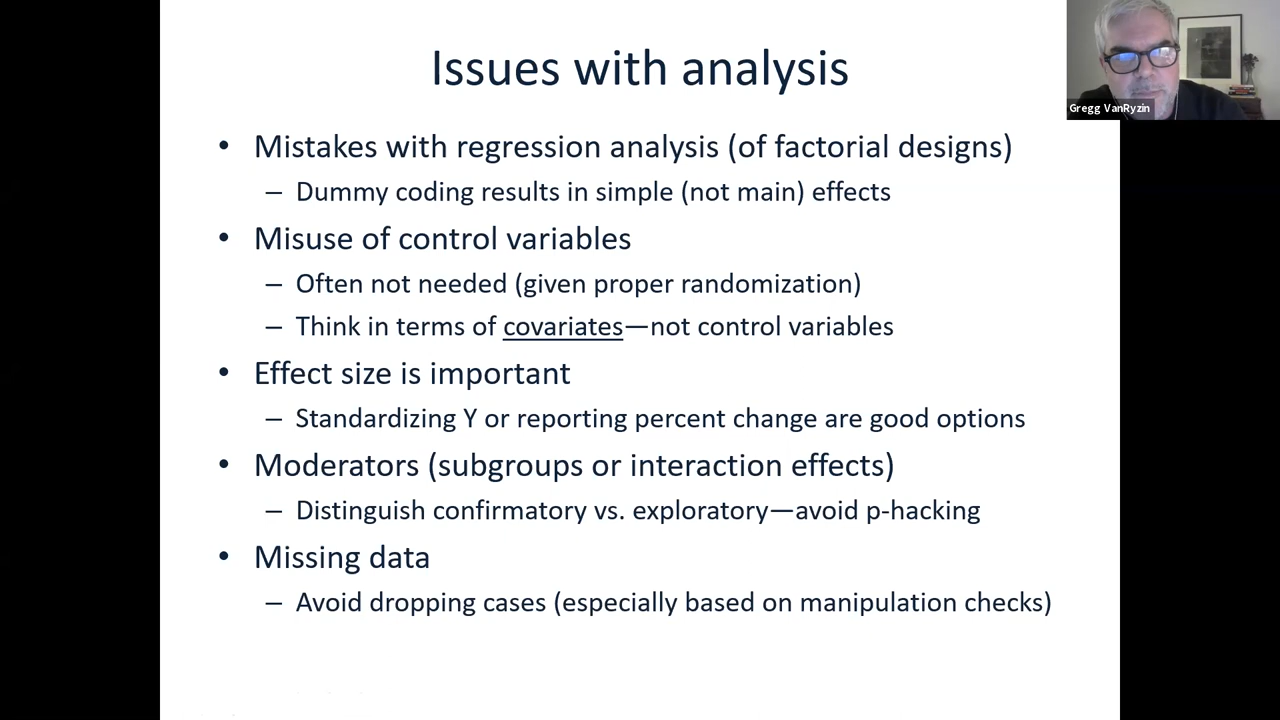 Issues with analysis
Gregg VanRyzin
• Mistakes with regression analysis (of factorial designs)
– Dummy coding results in simple (not main) effects
• Misuse of control variables
– Often not needed (given proper randomization)
– Think in terms of covariates—not control variables
• Effect size is important
– Standardizing Y or reporting percent change are good options
• Moderators (subgroups or interaction effects)
– Distinguish confirmatory vs. exploratory—avoid p-hacking
• Missing data
– Avoid dropping cases (especially based on manipulation checks)